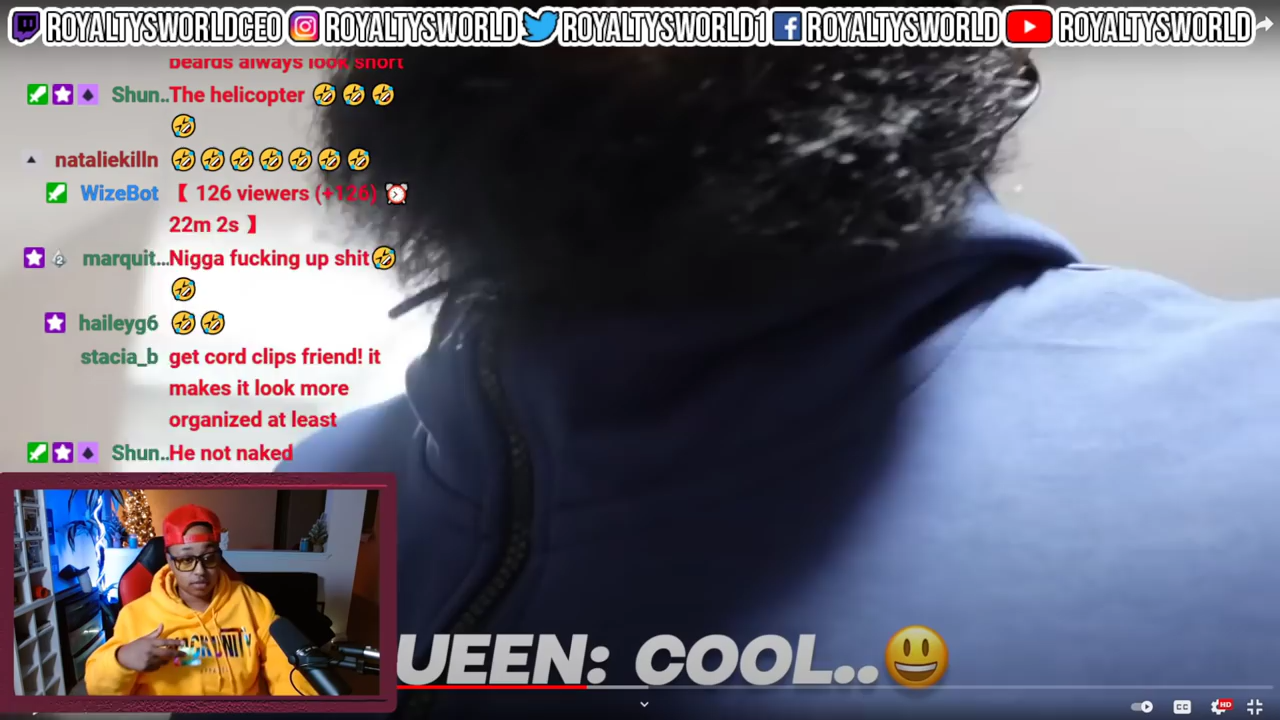 ROYALTYSWORLDCEO ROYALTYSWORLD ROYALTYSWORLD1 ROYALTYSWORLD ROYALTYSWORLD
beards always look short
Shun..The helicopter 🤣 🤣 🤣
🤣
nataliekilln 🤣 🤣 🤣 🤣 🤣 🤣 🤣
WizeBot 【 126 viewers (+126) ⏰
22m 2s 】
marquit...Nigga fucking up shit🤣
🤣
haileyg6 🤣 🤣
stacia_b get cord clips friend! it
makes it look more
organized at least
Shun..He not naked
UEEN: COOL..😃
CC
HD